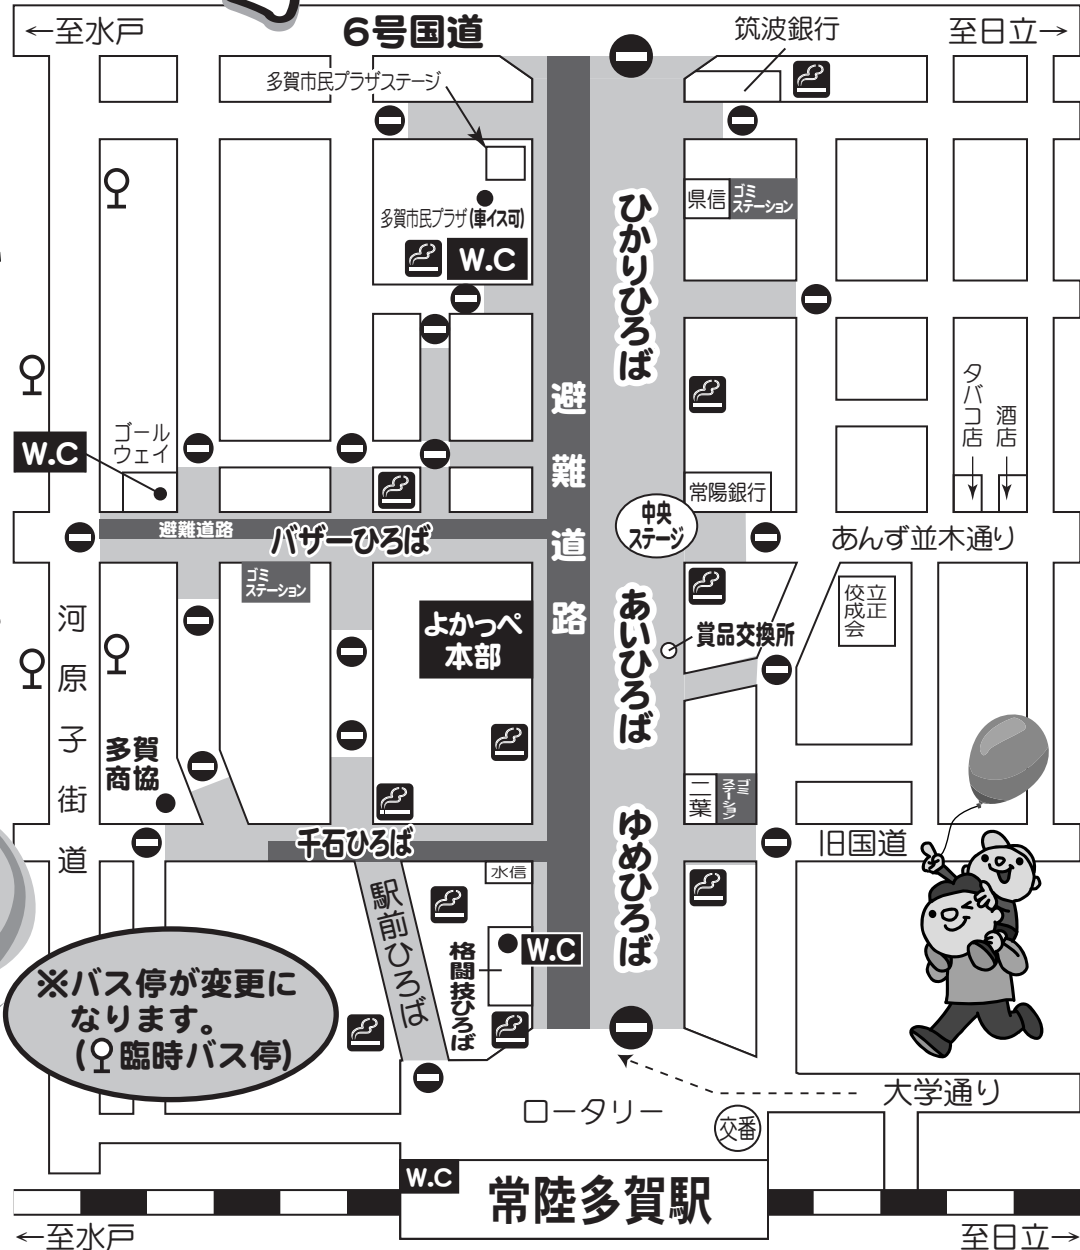 ←至水戸
6号国道
筑波銀行
至日立→
多賀市民プラザステージ
県信
ゴミ
ステーション
多賀市民プラザ(車イス可)
W.C
ひかりひろば
避難道路
タバコ店
酒店
ゴール
ウェイ
W.C
常陽銀行
中央
ステージ
避難道路
バザーひろば
あんず並木通り
ゴミ
ステーション
よかっぺ
本部
あいひろば
賞品交換所
立正
佼成会
河原子街道
多賀
商協
二葉
ゴミ
ステーション
千石ひろば
ゆめひろば
旧国道
水信
駅前ひろば
格闘技ひろば
W.C
※バス停が変更に
なります。
(臨時バス停)
大学通り
ロータリー
交番
W.C
常陸多賀駅
←至水戸
至日立→